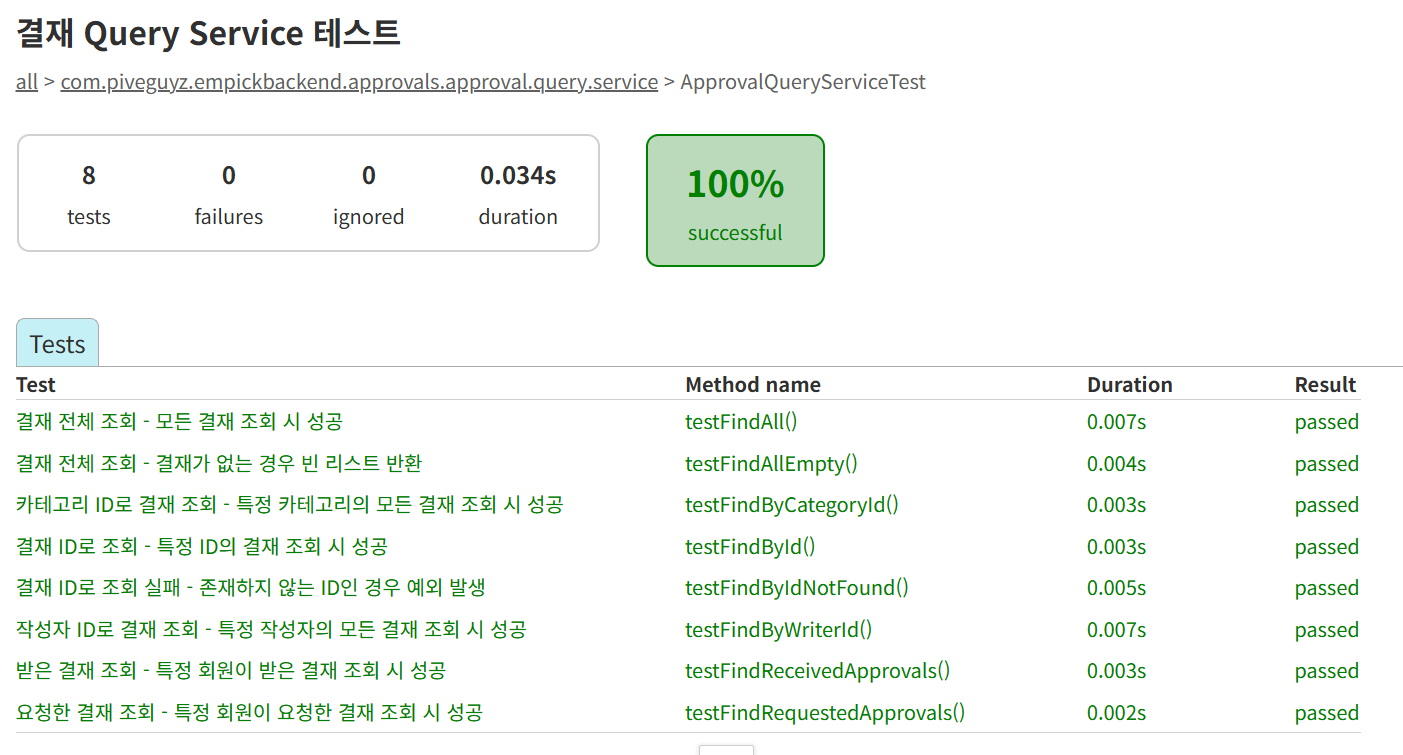 결재 Query Service 테스트
all > com.piveguyz.empickbackend.approvals.approval.query.service > ApprovalQueryServiceTest
8 0 0 0.034s
tests failures ignored duration
100%
successful
Tests
Test Method name Duration Result
결재 전체 조회 - 모든 결재 조회 시 성공 testFindAll() 0.007s passed
결재 전체 조회 - 결재가 없는 경우 빈 리스트 반환 testFindAllEmpty() 0.004s passed
카테고리 ID로 결재 조회 - 특정 카테고리의 모든 결재 조회 시 성공 testFindByCategoryId() 0.003s passed
결재 ID로 조회 - 특정 ID의 결재 조회 시 성공 testFindById() 0.003s passed
결재 ID로 조회 실패 - 존재하지 않는 ID인 경우 예외 발생 testFindByIdNotFound() 0.005s passed
작성자 ID로 결재 조회 - 특정 작성자의 모든 결재 조회 시 성공 testFindByWriterId() 0.007s passed
받은 결재 조회 - 특정 회원이 받은 결재 조회 시 성공 testFindReceivedApprovals() 0.003s passed
요청한 결재 조회 - 특정 회원이 요청한 결재 조회 시 성공 testFindRequestedApprovals() 0.002s passed